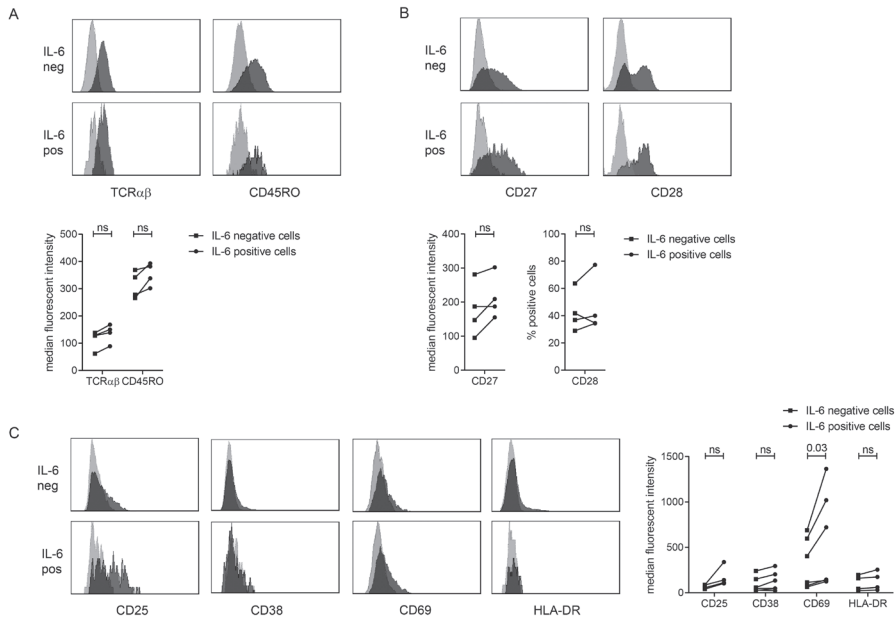 A
IL-6
neg
IL-6
pos
TCRαβ
CD45RO
median fluorescent intensity
500
400
300
200
100
0
ns
ns
TCRαβ CD45RO
IL-6 negative cells
IL-6 positive cells
B
IL-6
neg
IL-6
pos
CD27
CD28
median fluorescent intensity
400
300
200
100
0
ns
CD27
% positive cells
100
80
60
40
20
0
ns
CD28
IL-6 negative cells
IL-6 positive cells
C
IL-6
neg
IL-6
pos
CD25
CD38
CD69
HLA-DR
IL-6 negative cells
IL-6 positive cells
median fluorescent intensity
1500
1000
500
0
ns
ns
0.03
ns
CD25
CD38
CD69
HLA-DR